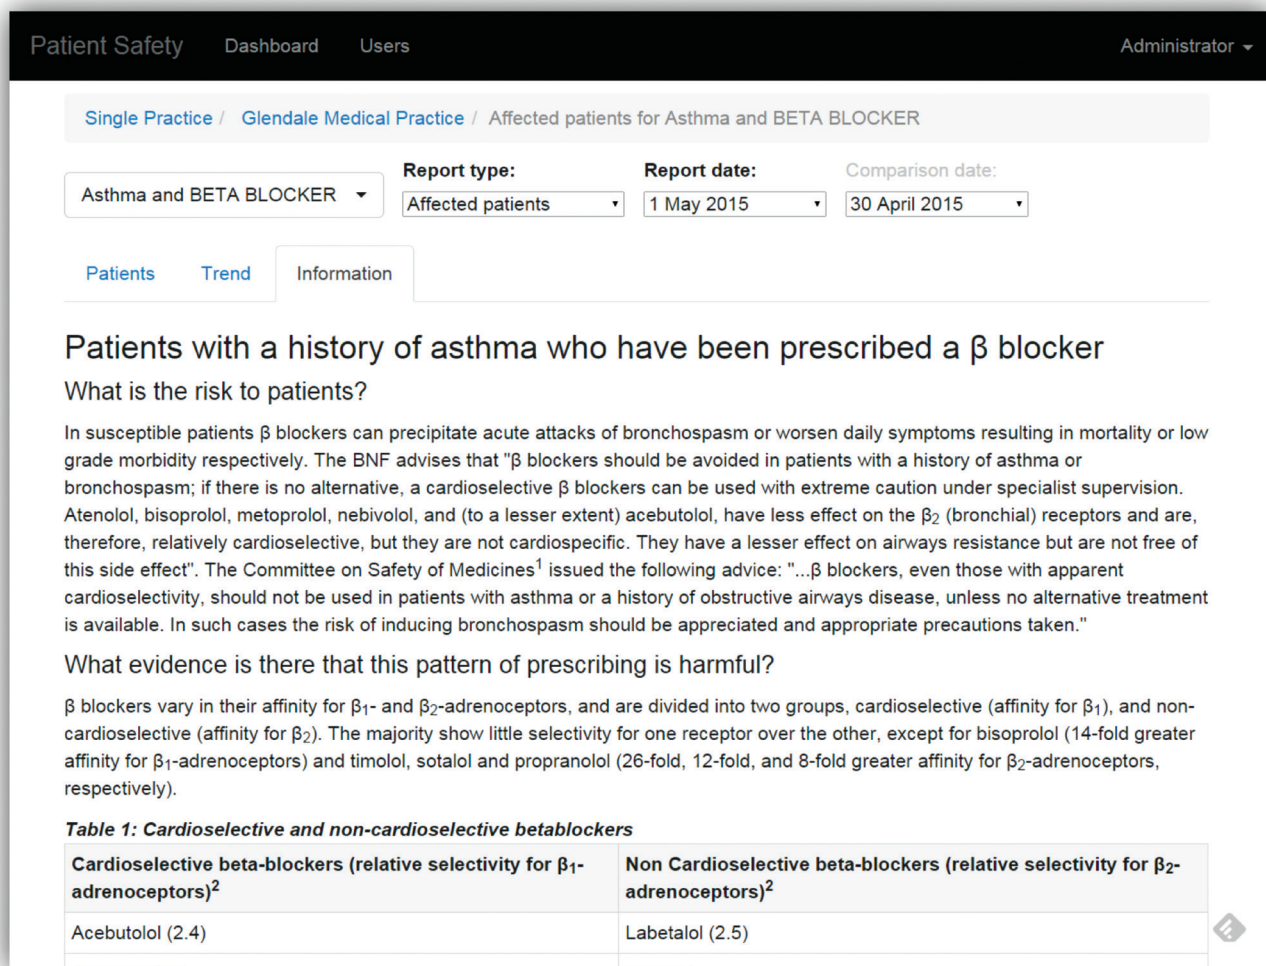 Patient Safety Dashboard Users Administrator
Single Practice / Glendale Medical Practice / Affected patients for Asthma and BETA BLOCKER
Report type: Report date: Comparison date:
Asthma and BETA BLOCKER Affected patients 1 May 2015 30 April 2015
Patients Trend Information
Patients with a history of asthma who have been prescribed a β blocker
What is the risk to patients?
In susceptible patients β blockers can precipitate acute attacks of bronchospasm or worsen daily symptoms resulting in mortality or low
grade morbidity respectively. The BNF advises that "β blockers should be avoided in patients with a history of asthma or
bronchospasm; if there is no alternative, a cardioselective β blockers can be used with extreme caution under specialist supervision.
Atenolol, bisoprolol, metoprolol, nebivolol, and (to a lesser extent) acebutolol, have less effect on the β₂ (bronchial) receptors and are,
therefore, relatively cardioselective, but they are not cardiospecific. They have a lesser effect on airways resistance but are not free of
this side effect". The Committee on Safety of Medicines¹ issued the following advice: "...β blockers, even those with apparent
cardioselectivity, should not be used in patients with asthma or a history of obstructive airways disease, unless no alternative treatment
is available. In such cases the risk of inducing bronchospasm should be appreciated and appropriate precautions taken."
What evidence is there that this pattern of prescribing is harmful?
β blockers vary in their affinity for β₁- and β₂-adrenoceptors, and are divided into two groups, cardioselective (affinity for β₁), and non-
cardioselective (affinity for β₂). The majority show little selectivity for one receptor over the other, except for bisoprolol (14-fold greater
affinity for β₁-adrenoceptors) and timolol, sotalol and propranolol (26-fold, 12-fold, and 8-fold greater affinity for β₂-adrenoceptors,
respectively).
Table 1: Cardioselective and non-cardioselective betablockers
Cardioselective beta-blockers (relative selectivity for β₁-
adrenoceptors)²
Non Cardioselective beta-blockers (relative selectivity for β₂-
adrenoceptors)²
Acebutolol (2.4)
Labetalol (2.5)